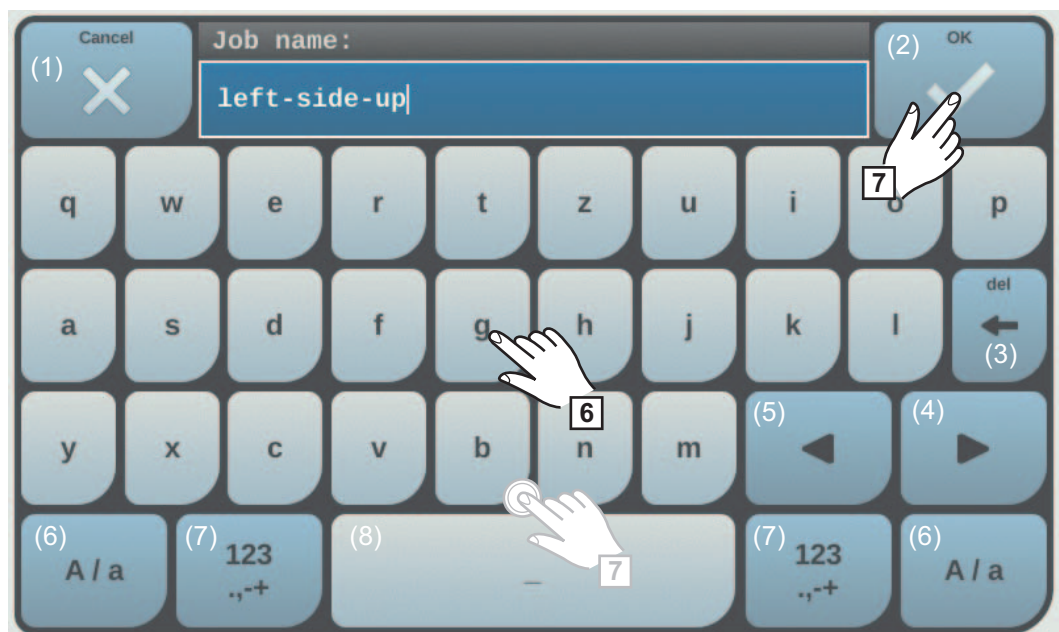 Cancel
(1)
Job name:
left-side-up
(2)
OK
7
q w e r t z u i o p
a s d f g h j k l
del
(3)
6
y x c v b n m
(5)
(4)
(6)
A / a
(7)
123
.,-+
(8)
_
7
(7)
123
.,-+
(6)
A / a